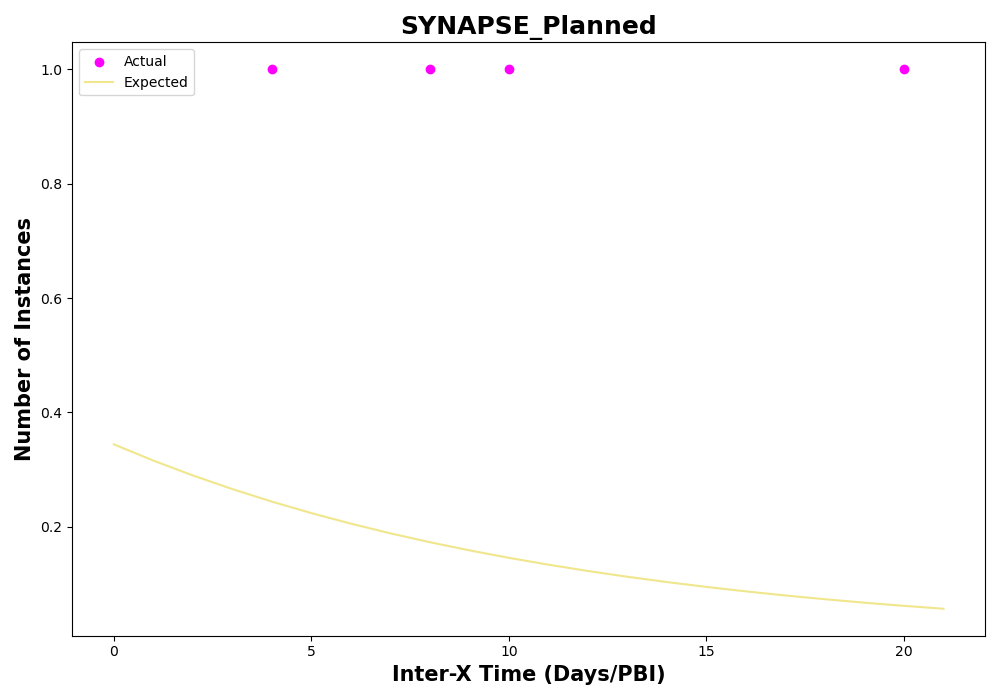 SYNAPSE_Planned
Actual
Expected
Number of Instances
1.0
0.8
0.6
0.4
0.2
0
5
10
15
20
Inter-X Time (Days/PBI)